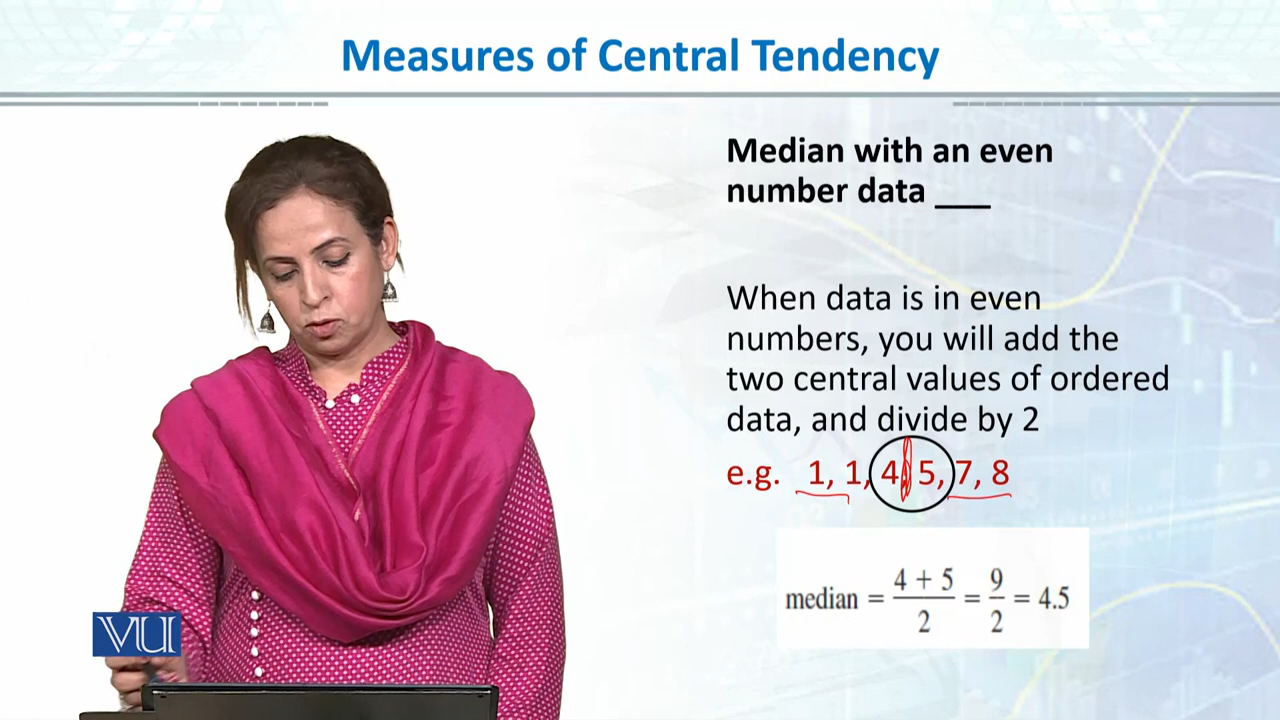 Measures of Central Tendency
Median with an even
number data ___
When data is in even
numbers, you will add the
two central values of ordered
data, and divide by 2
e.g. 1, 1, 4, 5, 7, 8
median = (4 + 5)/2 = 9/2 = 4.5
VU